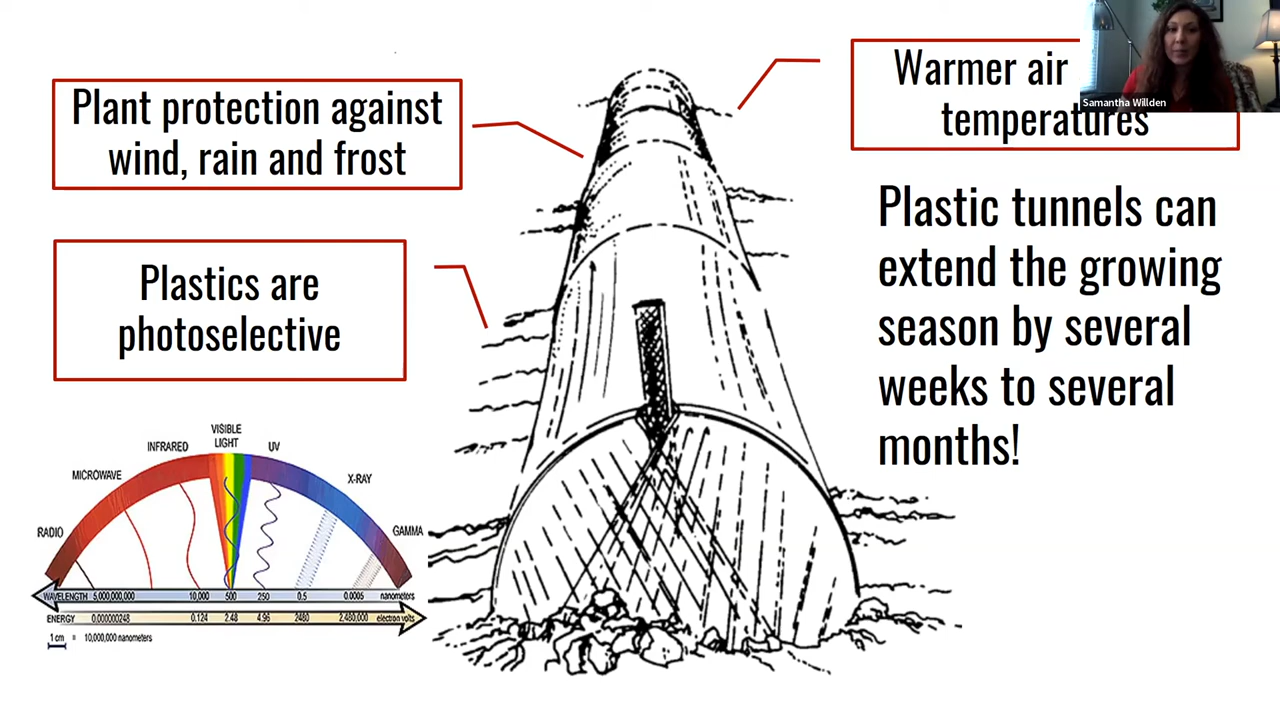 Plant protection against
wind, rain and frost
Warmer air
temperatures
Samantha Willden
Plastics are
photoselective
Plastic tunnels can
extend the growing
season by several
weeks to several
months!
RADIO
MICROWAVE
INFRARED
VISIBLE
LIGHT
UV
X-RAY
GAMMA
WAVELENGTH 5,000,000,000 10,000 500 250 0.5 0.0005 nanometers
ENERGY 0.000000248 0.124 2.48 4.96 2480 2,480,000 electron volts
1 cm = 10,000,000 nanometers